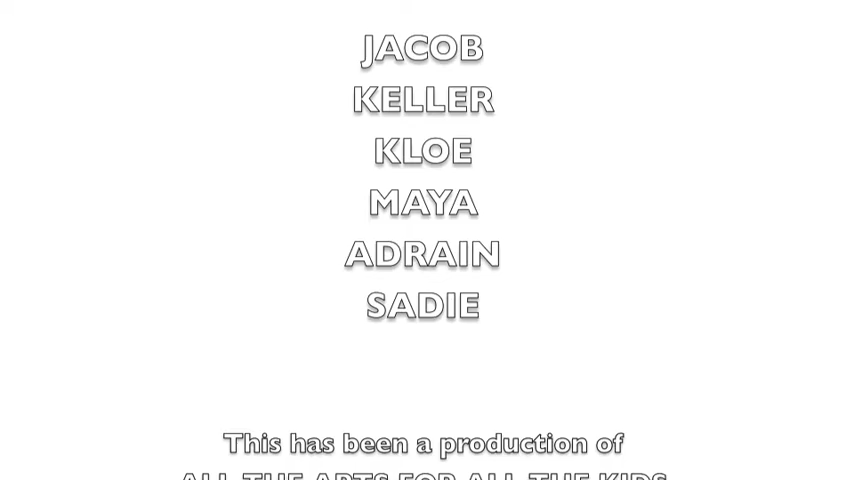 JACOB
KELLER
KLOE
MAYA
ADRAIN
SADIE
This has been a production of
ALL THE ARTS FOR ALL THE KIDS